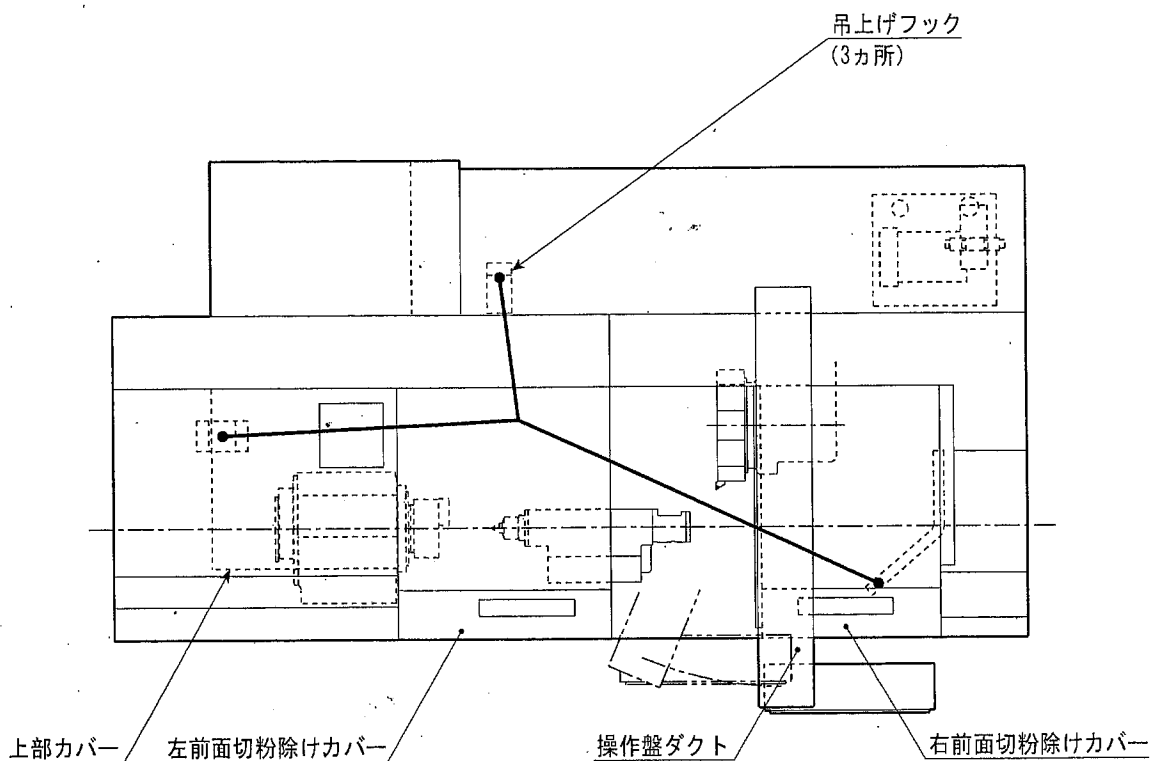 吊上げフック
(3ヵ所)
上部カバー
左前面切粉除けカバー
操作盤ダクト
右前面切粉除けカバー